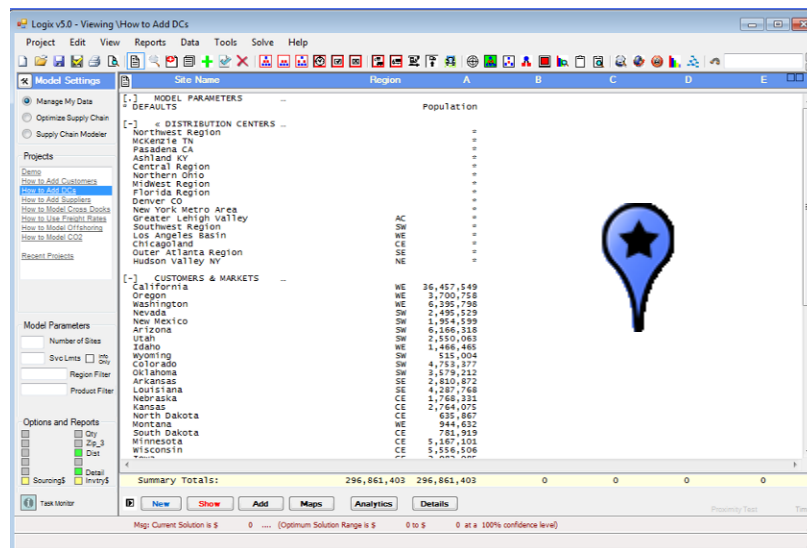 Logix v5.0 - Viewing \How to Add DCs
Project Edit View Reports Data Tools Solve Help
Model Settings Site Name Region A B C D E
Manage My Data
Optimize Supply Chain
Supply Chain Modeler
Projects
Demo
How to Add Customers
How to Add DCs
How to Add Suppliers
How to Model Cross Docks
How to Use Freight Rates
How to Model Offshoring
How to Model CO2
Recent Projects
Model Parameters
Number of Sites
Svc Lmts Info Only
Region Filter
Product Filter
Options and Reports
Qty
Zip_3
Dist
Detail
Sourcing$ Invtry$
Task Monitor
[.] MODEL PARAMETERS …
DEFAULTS Population
[-] « DISTRIBUTION CENTERS …
Northwest Region =
McKenzie TN =
Pasadena CA =
Ashland KY =
Central Region =
Northern Ohio =
Midwest Region =
Florida Region =
Denver CO =
New York Metro Area =
Greater Lehigh Valley AC =
Southwest Region SW =
Los Angeles Basin WE =
Chicagoland CE =
Outer Atlanta Region SE =
Hudson Valley NY NE =
[-] CUSTOMERS & MARKETS …
California WE 36,457,549
Oregon WE 3,700,758
Washington WE 6,395,798
Nevada SW 2,495,529
New Mexico SW 1,954,599
Arizona SW 6,166,318
Utah SW 2,550,063
Idaho WE 1,466,465
Wyoming SW 515,004
Colorado SW 4,753,377
Oklahoma SW 3,579,212
Arkansas SE 2,810,872
Louisiana SE 4,287,768
Nebraska CE 1,768,331
Kansas CE 2,764,075
North Dakota CE 635,867
Montana WE 944,632
South Dakota CE 781,919
Minnesota CE 5,167,101
Wisconsin CE 5,556,506
Summary Totals: 296,861,403 296,861,403 0 0 0 0
New Show Add Maps Analytics Details
Proximity Test Tim
Msg: Current Solution is $ 0 .... (Optimum Solution Range is $ 0 to $ 0 at a 100% confidence level)